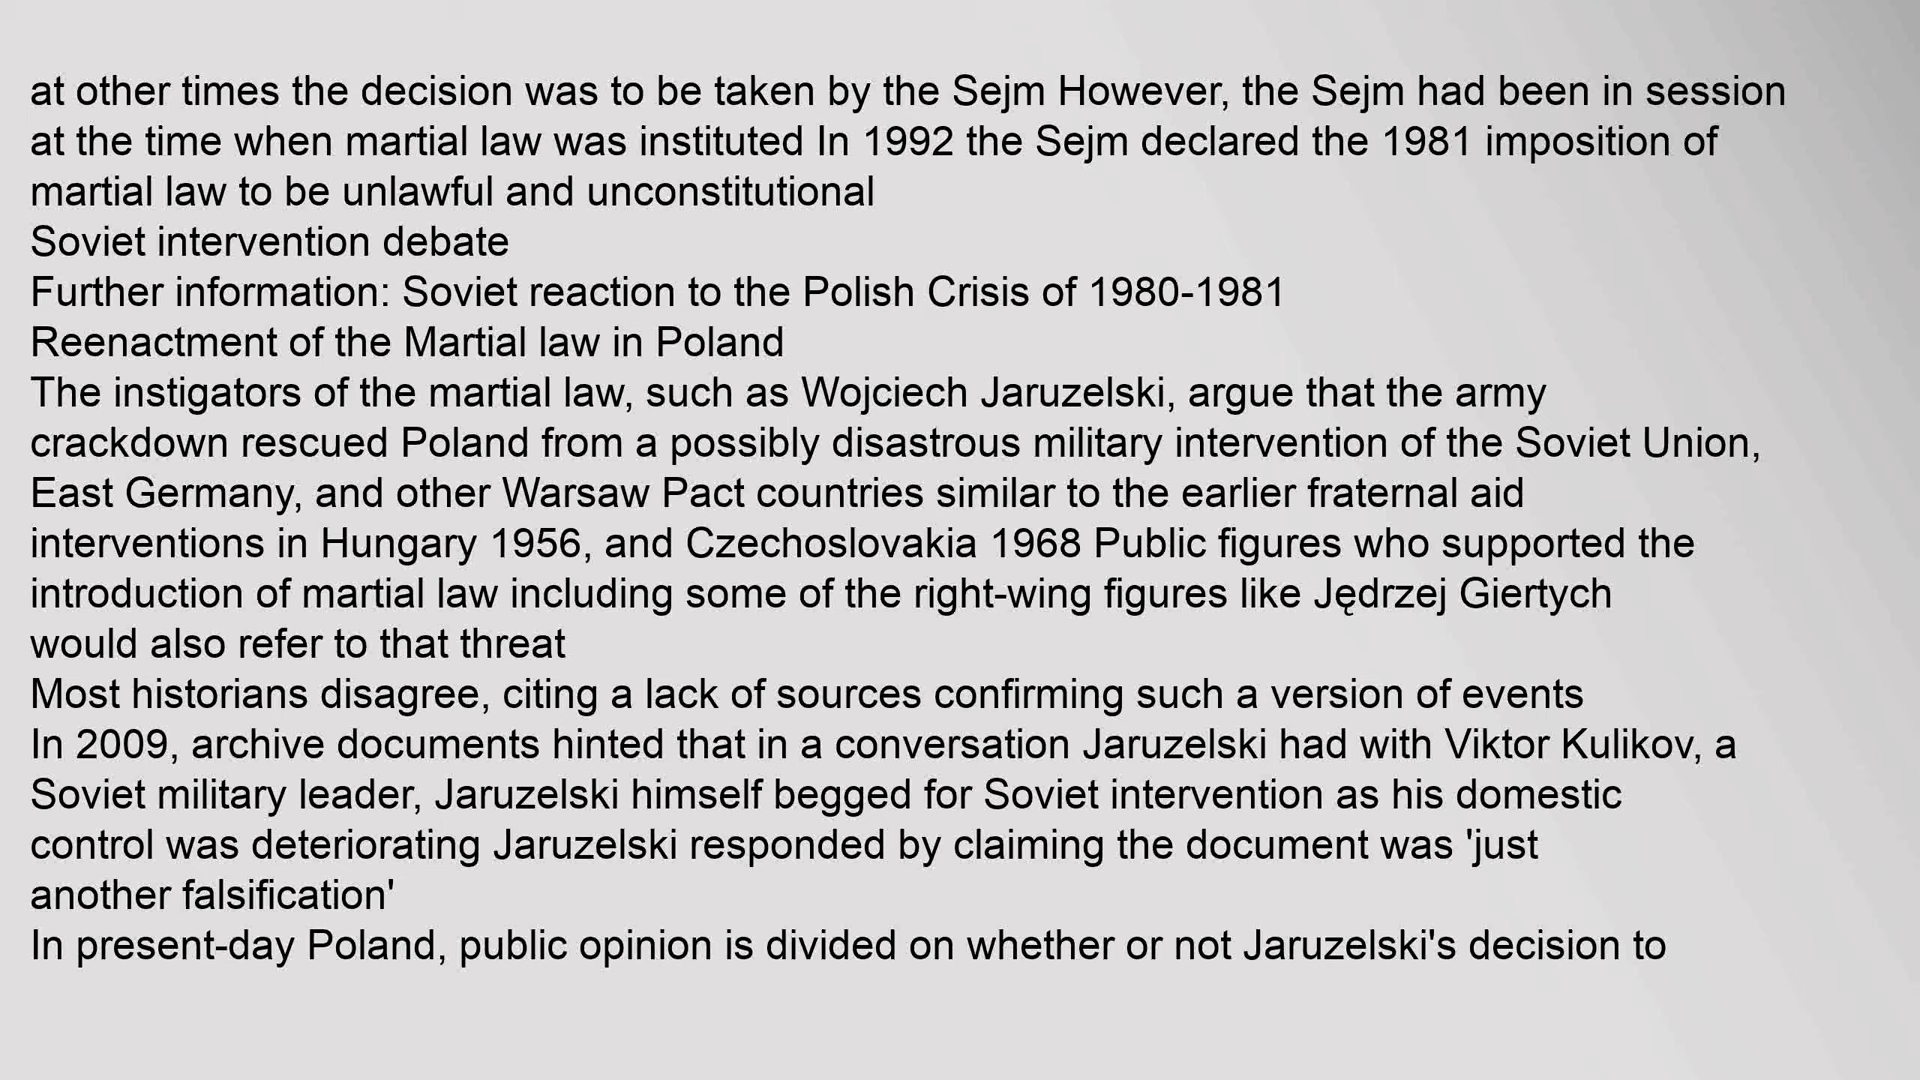 at other times the decision was to be taken by the Sejm However, the Sejm had been in session
at the time when martial law was instituted In 1992 the Sejm declared the 1981 imposition of
martial law to be unlawful and unconstitutional
Soviet intervention debate
Further information: Soviet reaction to the Polish Crisis of 1980-1981
Reenactment of the Martial law in Poland
The instigators of the martial law, such as Wojciech Jaruzelski, argue that the army
crackdown rescued Poland from a possibly disastrous military intervention of the Soviet Union,
East Germany, and other Warsaw Pact countries similar to the earlier fraternal aid
interventions in Hungary 1956, and Czechoslovakia 1968 Public figures who supported the
introduction of martial law including some of the right-wing figures like Jędrzej Giertych
would also refer to that threat
Most historians disagree, citing a lack of sources confirming such a version of events
In 2009, archive documents hinted that in a conversation Jaruzelski had with Viktor Kulikov, a
Soviet military leader, Jaruzelski himself begged for Soviet intervention as his domestic
control was deteriorating Jaruzelski responded by claiming the document was 'just
another falsification'
In present-day Poland, public opinion is divided on whether or not Jaruzelski's decision to